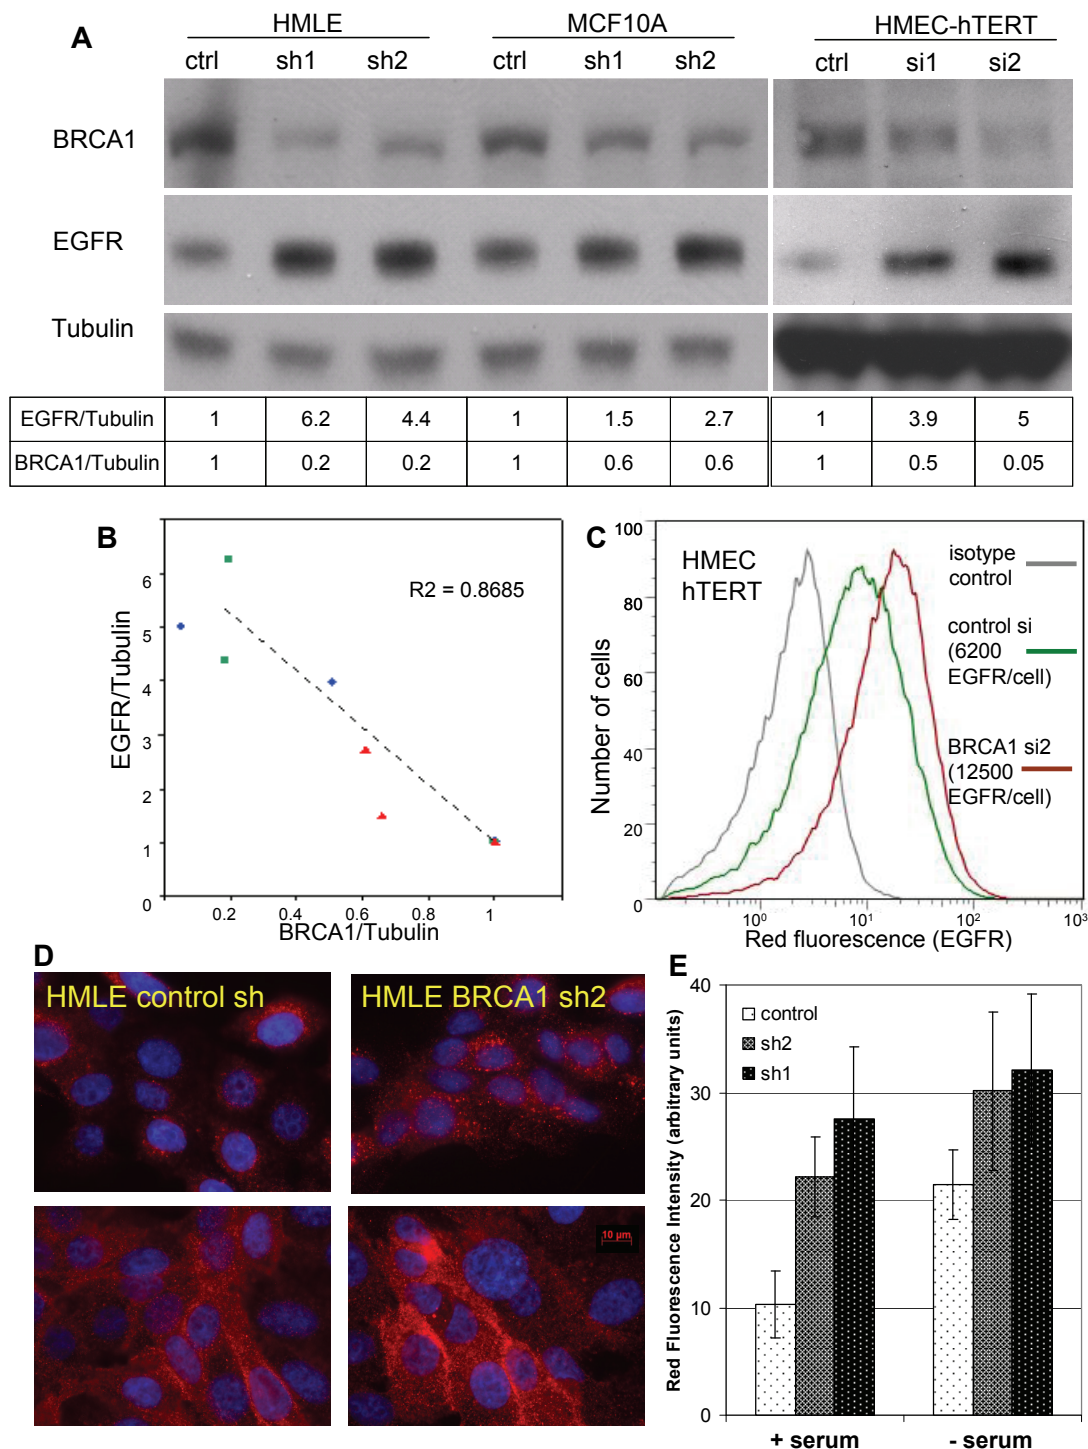 A
HMLE MCF10A HMEC-hTERT
ctrl sh1 sh2 ctrl sh1 sh2 ctrl si1 si2
BRCA1
EGFR
Tubulin
EGFR/Tubulin 1 6.2 4.4 1 1.5 2.7 1 3.9 5
BRCA1/Tubulin 1 0.2 0.2 1 0.6 0.6 1 0.5 0.05
B
R2 = 0.8685
EGFR/Tubulin
6
5
4
3
2
1
0
0.2 0.4 0.6 0.8 1
BRCA1/Tubulin
C
HMEC
hTERT
isotype
control
control si
(6200
EGFR/cell)
BRCA1 si2
(12500
EGFR/cell)
Number of cells
100
80
60
40
20
0
10⁰ 10¹ 10² 10³
Red fluorescence (EGFR)
D
HMLE control sh
HMLE BRCA1 sh2
10 µm
E
Red Fluorescence Intensity (arbitrary units)
40
30
20
10
0
control
sh2
sh1
+ serum - serum